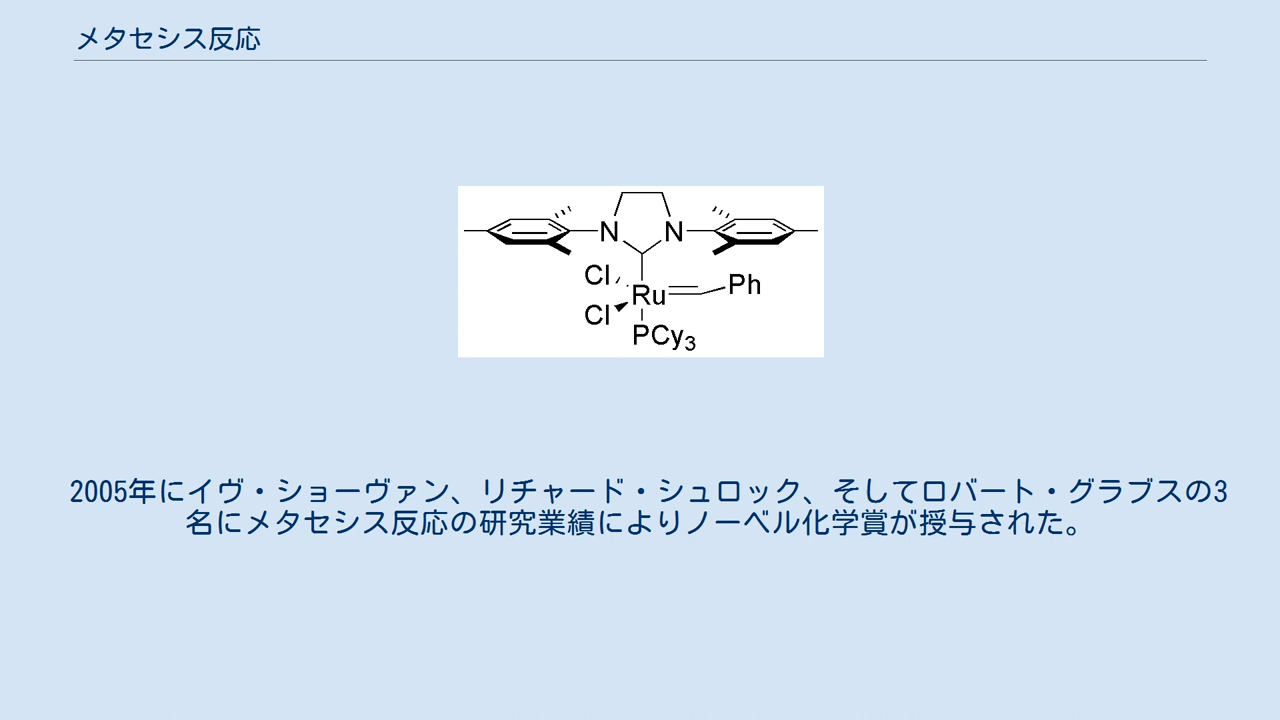 メタセシス反応
N N
Cl
Ru Ph
Cl
PCy3
2005年にイヴ・ショーヴァン、リチャード・シュロック、そしてロバート・グラブスの3
名にメタセシス反応の研究業績によりノーベル化学賞が授与された。